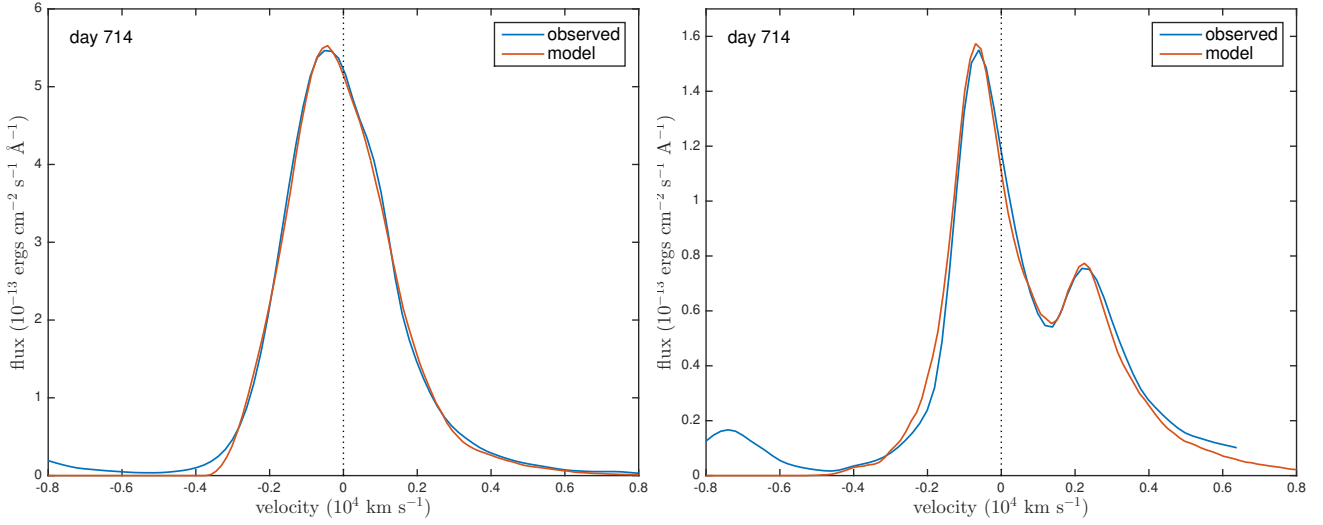 day 714
observed
model
6
5
4
3
2
1
0
-0.8 -0.6 -0.4 -0.2 0 0.2 0.4 0.6 0.8
velocity (10⁴ km s⁻¹)
flux (10⁻¹³ ergs cm⁻² s⁻¹ Å⁻¹)
day 714
observed
model
1.6
1.4
1.2
1
0.8
0.6
0.4
0.2
0
-0.8 -0.6 -0.4 -0.2 0 0.2 0.4 0.6 0.8
velocity (10⁴ km s⁻¹)
flux (10⁻¹³ ergs cm⁻² s⁻¹ A⁻¹)